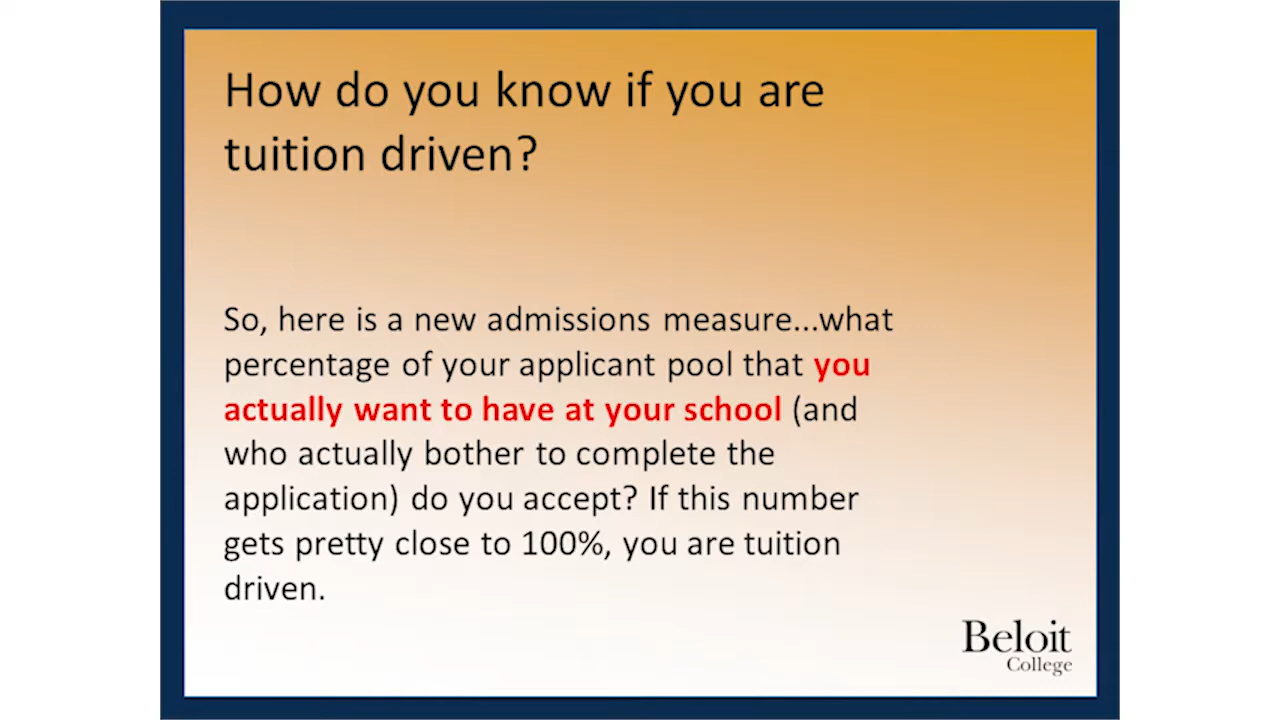 How do you know if you are
tuition driven?
So, here is a new admissions measure...what
percentage of your applicant pool that you
actually want to have at your school (and
who actually bother to complete the
application) do you accept? If this number
gets pretty close to 100%, you are tuition
driven.
Beloit
College